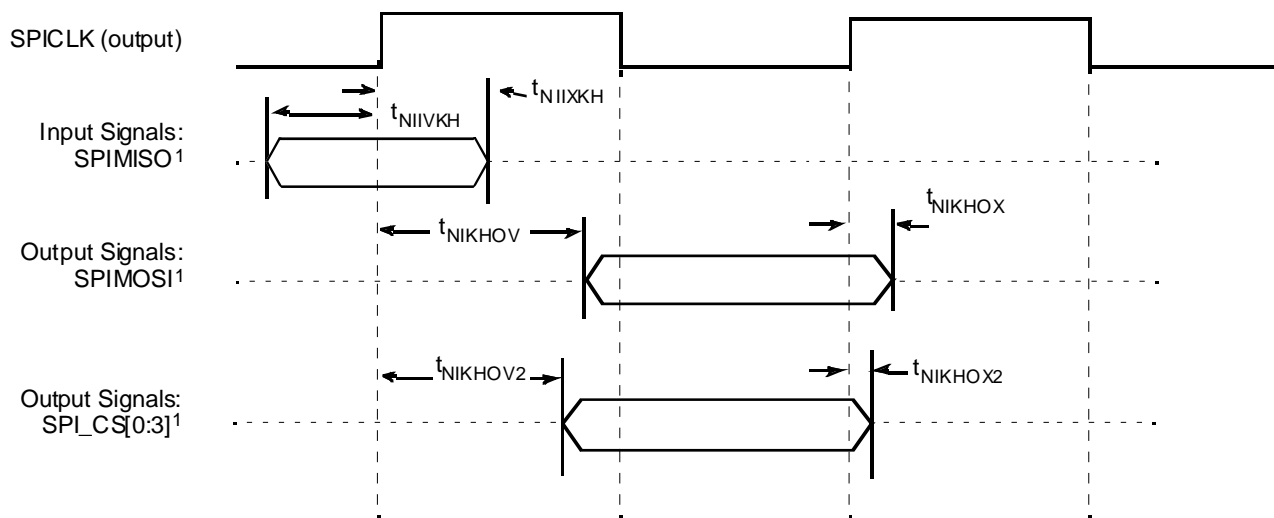 SPICLK (output)
tNIIXKH
tNIIVKH
Input Signals:
SPIMISO1
tNIKHOX
tNIKHOV
Output Signals:
SPIMOSI1
tNIKHOV2
tNIKHOX2
Output Signals:
SPI_CS[0:3]1